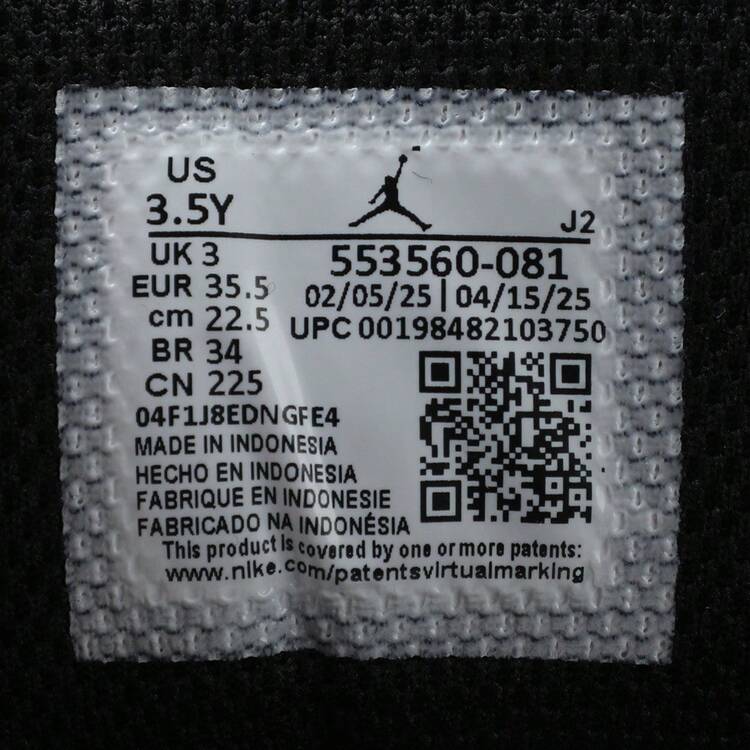 US
3.5Y
J2
UK 3
553560-081
EUR 35.5
02/05/25 | 04/15/25
cm 22.5
UPC 00198482103750
BR 34
CN 225
04F1J8EDNGFE4
MADE IN INDONESIA
HECHO EN INDONESIA
FABRIQUE EN INDONESIE
FABRICADO NA INDONÉSIA
This product is covered by one or more patents:
www.nike.com/patentsvirtualmarking